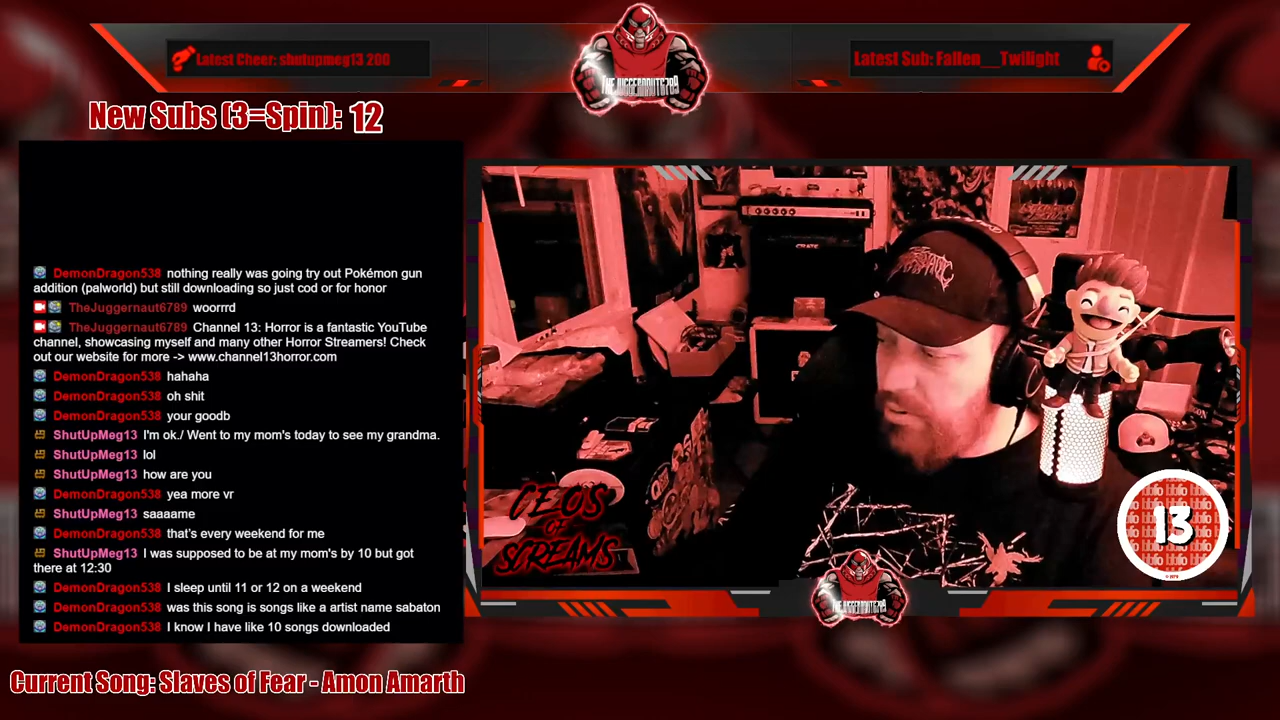 Latest Cheer: shutupmeg13 200
THEJUGGERNAUT6789
Latest Sub: Fallen__Twilight
New Subs (3=Spin): 12
DemonDragon538 nothing really was going try out Pokémon gun
addition (palworld) but still downloading so just cod or for honor
TheJuggernaut6789 woorrrd
TheJuggernaut6789 Channel 13: Horror is a fantastic YouTube
channel, showcasing myself and many other Horror Streamers! Check
out our website for more -> www.channel13horror.com
DemonDragon538 hahaha
DemonDragon538 oh shit
DemonDragon538 your goodb
ShutUpMeg13 I'm ok./ Went to my mom's today to see my grandma.
ShutUpMeg13 lol
ShutUpMeg13 how are you
DemonDragon538 yea more vr
ShutUpMeg13 saaaame
DemonDragon538 that's every weekend for me
ShutUpMeg13 I was supposed to be at my mom's by 10 but got
there at 12:30
DemonDragon538 I sleep until 11 or 12 on a weekend
DemonDragon538 was this song is songs like a artist name sabaton
DemonDragon538 I know I have like 10 songs downloaded
CRATE
CEOS
OF
SCREAMS
13
THEJUGGERNAUT6789
Current Song: Slaves of Fear - Amon Amarth